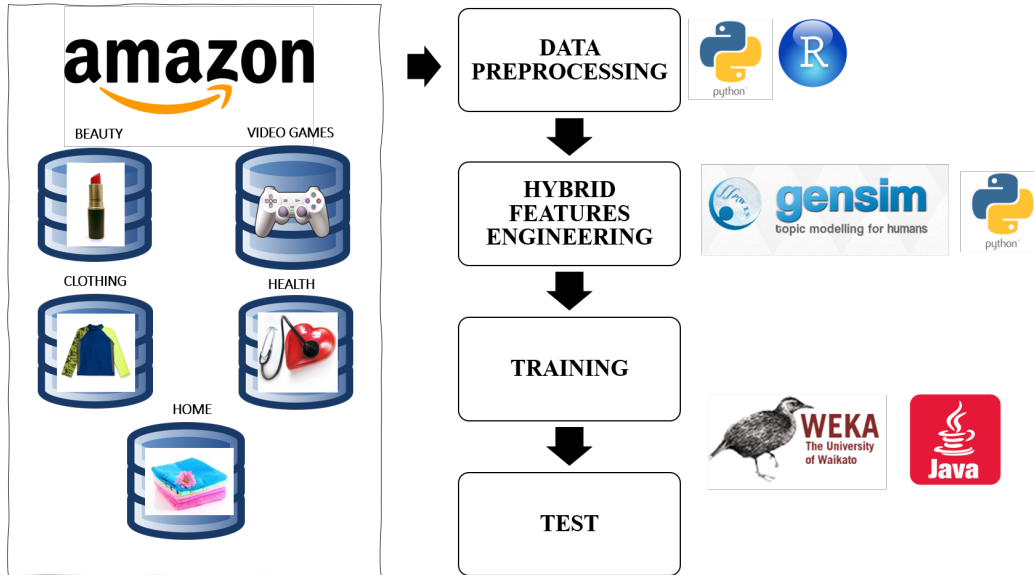 amazon
BEAUTY
VIDEO GAMES
CLOTHING
HEALTH
HOME
DATA
PREPROCESSING
python
R
HYBRID
FEATURES
ENGINEERING
gensim
topic modelling for humans
python
TRAINING
WEKA
The University
of Waikato
Java
TEST